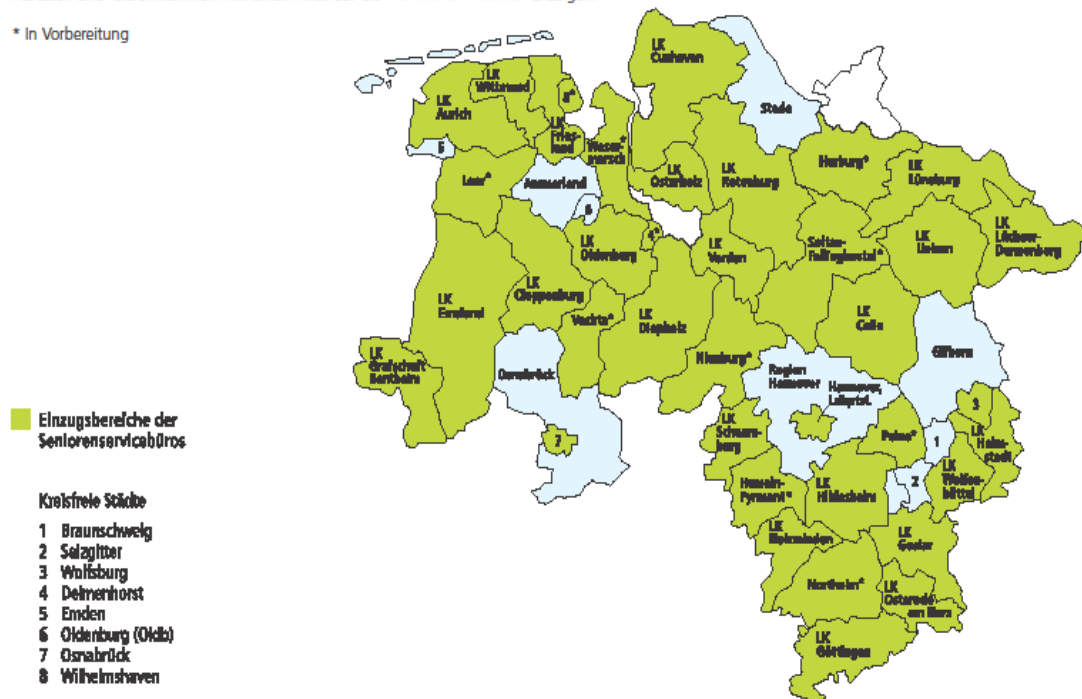 * In Vorbereitung
LK
Cuxhaven
LK
Wittmund
8*
LK
Aurich
Stade
LK
Fries-
land
Weser-
marsch*
5
Harburg*
LK
Lüneburg
Leer*
Ammerland
LK
Osterholz
LK
Rotenburg
6
4*
LK
Oldenburg
LK
Verden
Soltau-
Fallingbostel*
LK
Uelzen
LK
Lüchow-
Dannenberg
LK
Cloppenburg
LK
Emsland
Vechta*
LK
Diepholz
LK
Celle
Gifhorn
LK
Grafschaft
Bentheim
Osnabrück
Nienburg*
Region
Hannover
Hannover,
Lahptst.
3
Einzugsbereiche der
Seniorenservicebüros
7
LK
Schaum-
burg
Peine*
1
LK
Helm-
stedt
2
LK
Wolfen-
büttel
Hameln-
Pyrmont*
LK
Hildesheim
Kreisfreie Städte
1 Braunschweig
2 Salzgitter
3 Wolfsburg
4 Delmenhorst
5 Emden
6 Oldenburg (Oldb)
7 Osnabrück
8 Wilhelmshaven
LK
Holzminden
LK
Goslar
Northeim*
LK
Osterode
am Harz
LK
Göttingen